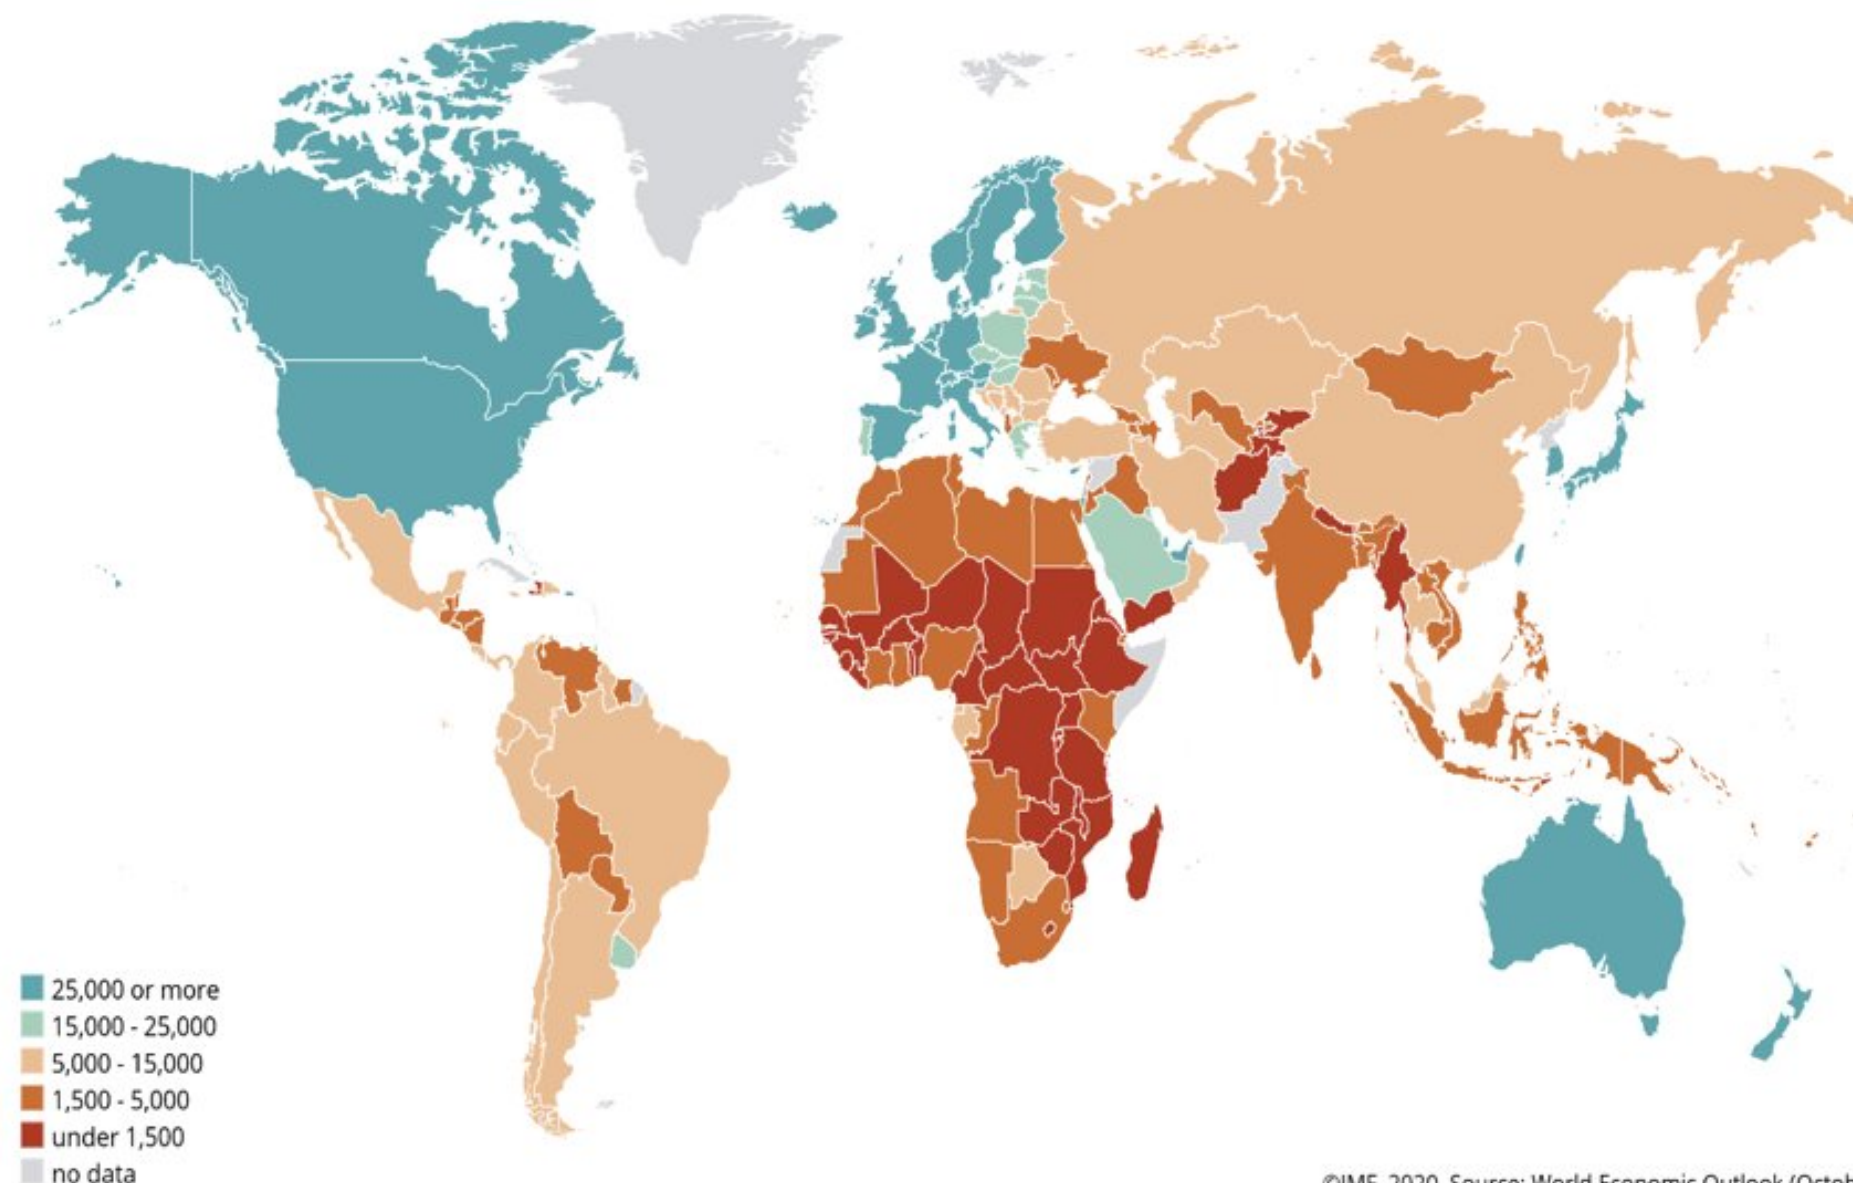 25,000 or more
15,000 - 25,000
5,000 - 15,000
1,500 - 5,000
under 1,500
no data
©IMF, 2020, Source: World Economic Outlook (Octob